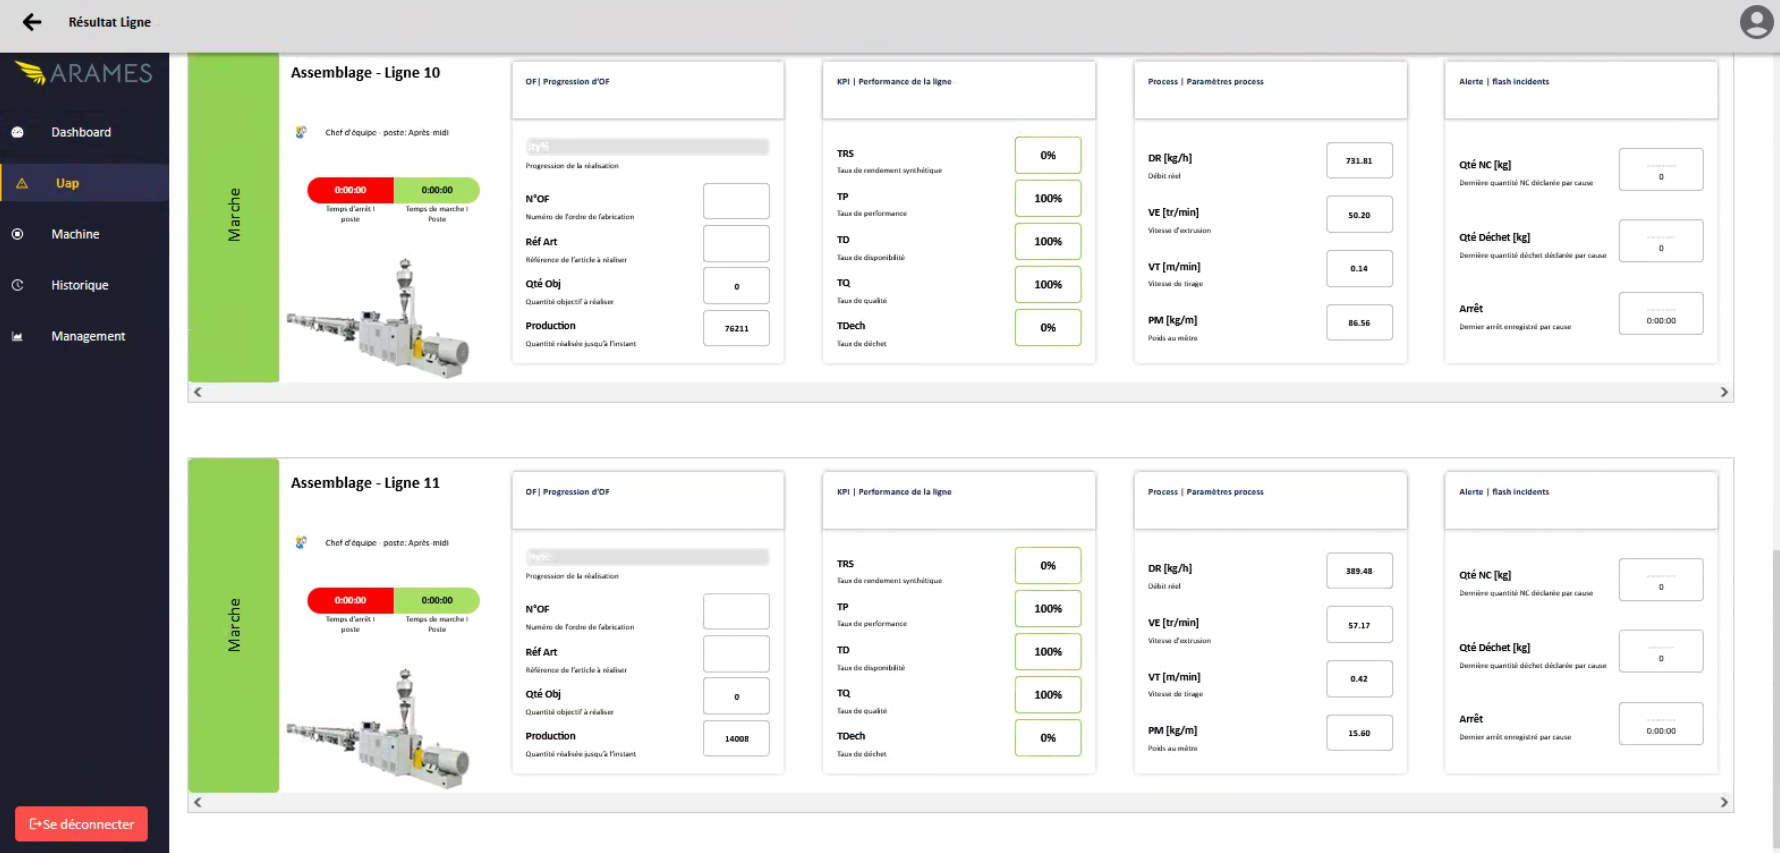 Résultat Ligne
ARAMES
Dashboard
Uap
Machine
Historique
Management
Se déconnecter
Marche
Assemblage - Ligne 10
Chef d'équipe - poste: Après-midi
0:00:00
0:00:00
Temps d'arrêt |
poste
Temps de marche |
Poste
OF| Progression d'OF
ity%
Progression de la réalisation
N°OF
Numéro de l'ordre de fabrication
Réf Art
Référence de l'article à réaliser
Qté Obj
0
Quantité objectif à réaliser
Production
76211
Quantité réalisée jusqu'à l'instant
KPI | Performance de la ligne
TRS
0%
Taux de rendement synthétique
TP
100%
Taux de performance
TD
100%
Taux de disponibilité
TQ
100%
Taux de qualité
TDech
0%
Taux de déchet
Process | Paramètres process
DR [kg/h]
731.81
Débit réel
VE [tr/min]
50.20
Vitesse d'extrusion
VT [m/min]
0.14
Vitesse de tirage
PM [kg/m]
86.56
Poids au mètre
Alerte | flash incidents
Qté NC [kg]
0
Dernière quantité NC déclarée par cause
Qté Déchet [kg]
0
Dernière quantité déchet déclarée par cause
Arrêt
0:00:00
Dernier arrêt enregistré par cause
Marche
Assemblage - Ligne 11
Chef d'équipe - poste: Après-midi
0:00:00
0:00:00
Temps d'arrêt |
poste
Temps de marche |
Poste
OF| Progression d'OF
Progression de la réalisation
N°OF
Numéro de l'ordre de fabrication
Réf Art
Référence de l'article à réaliser
Qté Obj
0
Quantité objectif à réaliser
Production
14008
Quantité réalisée jusqu'à l'instant
KPI | Performance de la ligne
TRS
0%
Taux de rendement synthétique
TP
100%
Taux de performance
TD
100%
Taux de disponibilité
TQ
100%
Taux de qualité
TDech
0%
Taux de déchet
Process | Paramètres process
DR [kg/h]
389.48
Débit réel
VE [tr/min]
57.17
Vitesse d'extrusion
VT [m/min]
0.42
Vitesse de tirage
PM [kg/m]
15.60
Poids au mètre
Alerte | flash incidents
Qté NC [kg]
0
Dernière quantité NC déclarée par cause
Qté Déchet [kg]
0
Dernière quantité déchet déclarée par cause
Arrêt
0:00:00
Dernier arrêt enregistré par cause